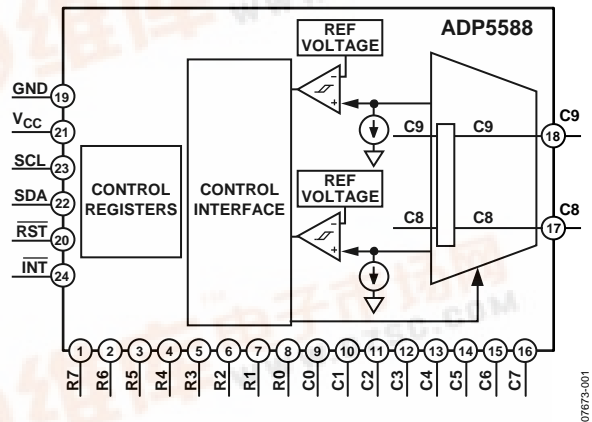 ADP5588
REF
VOLTAGE
GND
19
VCC
21
SCL
23
SDA
22
RST
20
INT
24
CONTROL
REGISTERS
CONTROL
INTERFACE
–
+
C9
C9
18
C9
REF
VOLTAGE
–
+
C8
C8
17
C8
1 2 3 4 5 6 7 8 9 10 11 12 13 14 15 16
R7 R6 R5 R4 R3 R2 R1 R0 C0 C1 C2 C3 C4 C5 C6 C7
07673-001